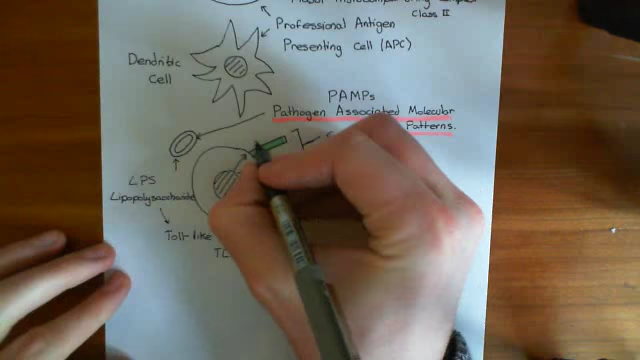 Class II
Professional Antigen
Presenting Cell (APC)
Dendritic
Cell
PAMPs
Pathogen Associated Molecular
Patterns.
LPS
Lipopolysaccharide
Toll-like
TL